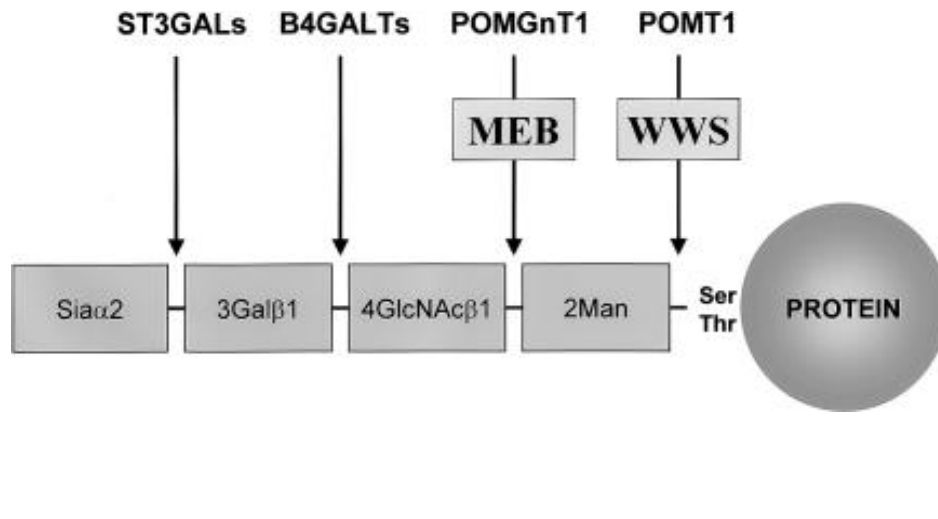 ST3GALs B4GALTs POMGnT1 POMT1
MEB WWS
Siaα2 3Galβ1 4GlcNAcβ1 2Man Ser Thr PROTEIN